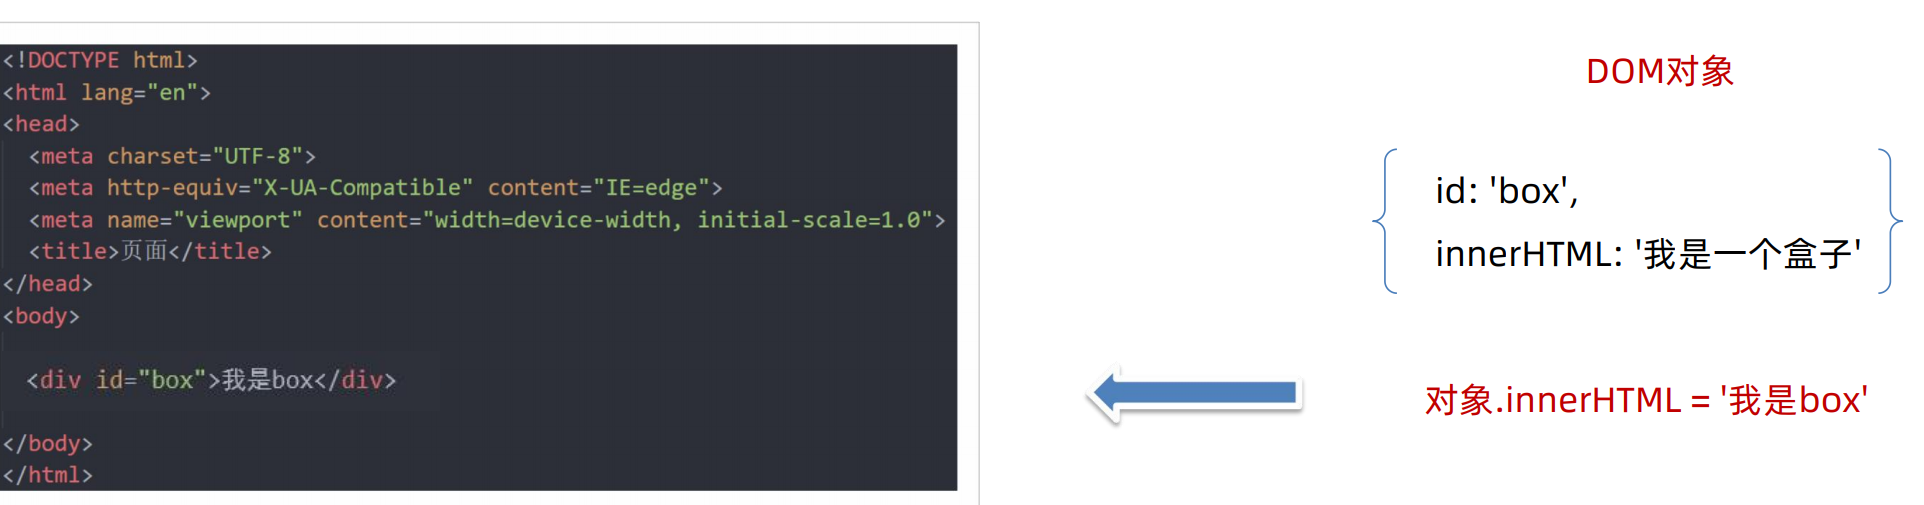 <!DOCTYPE html>
<html lang="en">
<head>
<meta charset="UTF-8">
<meta http-equiv="X-UA-Compatible" content="IE=edge">
<meta name="viewport" content="width=device-width, initial-scale=1.0">
<title>页面</title>
</head>
<body>
<div id="box">我是box</div>
</body>
</html>
DOM对象
id: 'box',
innerHTML: '我是一个盒子'
对象.innerHTML = '我是box'